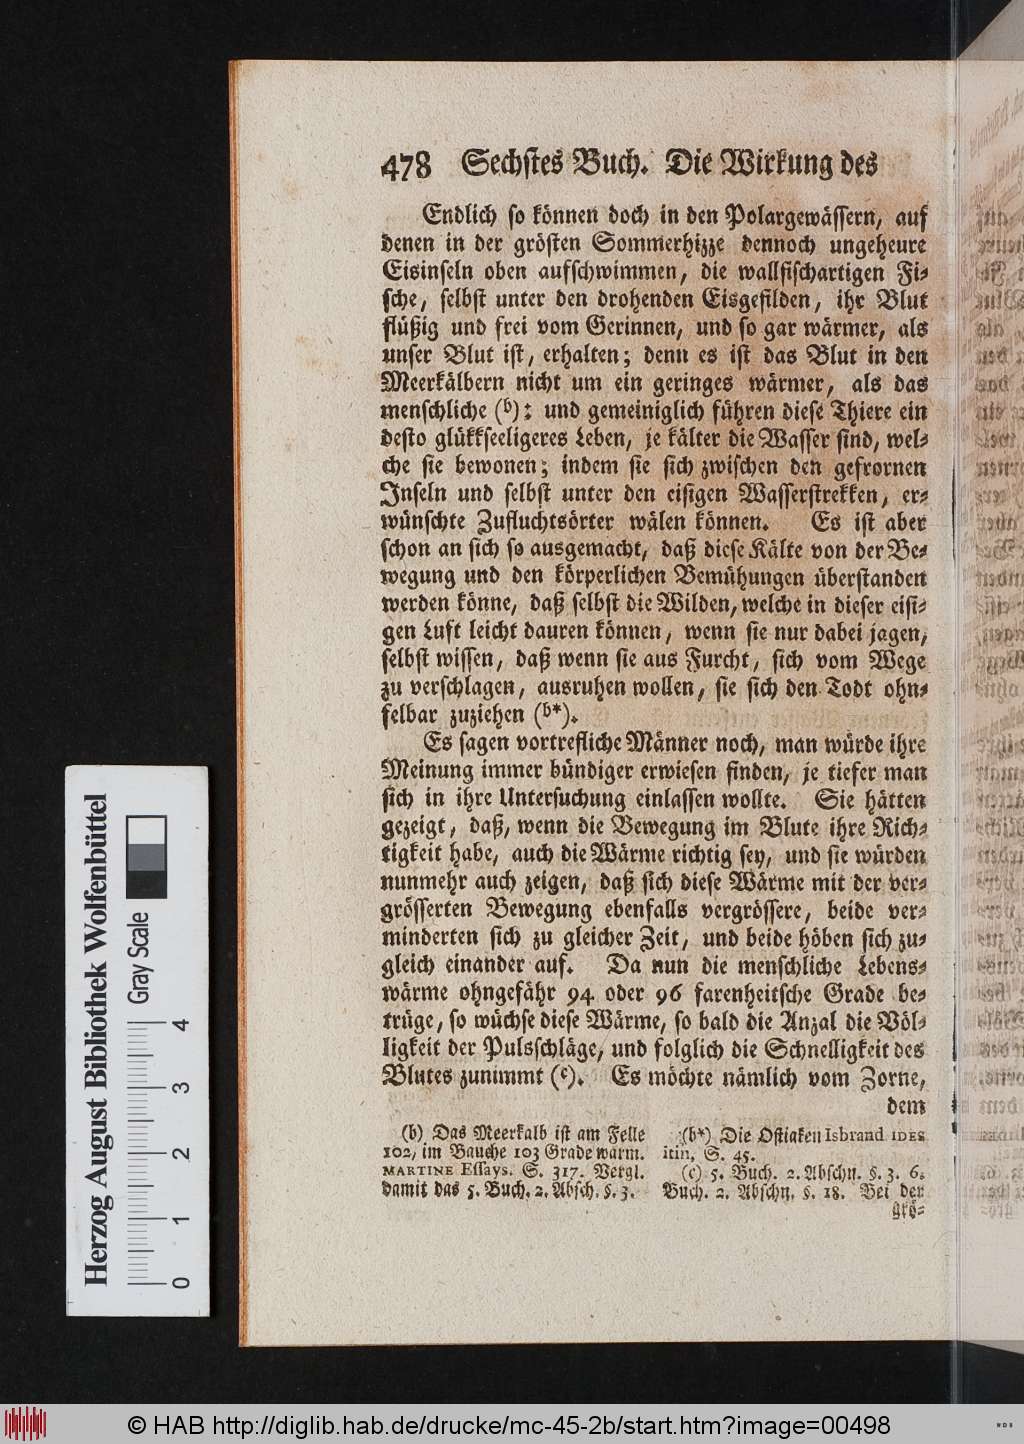 478 Sechstes Buch. Die Wirkung des
Endlich so können doch in den Polargewässern, auf
denen in der grösten Sommerhizze dennoch ungeheure
Eisinseln oben aufschwimmen, die wallfischartigen Fi-
sche, selbst unter den drohenden Eisgefilden, ihr Blut
flüßig und frei vom Gerinnen, und so gar wärmer, als
unser Blut ist, erhalten; denn es ist das Blut in den
Meerkälbern nicht um ein geringes wärmer, als das
menschliche (b): und gemeiniglich führen diese Thiere ein
desto glükkseeligeres Leben, je kälter die Wasser sind, wel-
che sie bewonen; indem sie sich zwischen den gefrornen
Inseln und selbst unter den eisigen Wasserstrekken, er-
wünschte Zufluchtsörter wälen können. Es ist aber
schon an sich so ausgemacht, daß diese Kälte von der Be-
wegung und den körperlichen Bemühungen überstanden
werden könne, daß selbst die Wilden, welche in dieser eisi-
gen Luft leicht dauren können, wenn sie nur dabei jagen,
selbst wissen, daß wenn sie aus Furcht, sich vom Wege
zu verschlagen, ausruhen wollen, sie sich den Todt ohn-
felbar zuziehen (b*).
Es sagen vortrefliche Männer noch, man würde ihre
Meinung immer bündiger erwiesen finden, je tiefer man
sich in ihre Untersuchung einlassen wollte. Sie hätten
gezeigt, daß, wenn die Bewegung im Blute ihre Rich-
tigkeit habe, auch die Wärme richtig sey, und sie würden
nunmehr auch zeigen, daß sich diese Wärme mit der ver-
grösserten Bewegung ebenfalls vergrössere, beide ver-
minderten sich zu gleicher Zeit, und beide höben sich zu-
gleich einander auf. Da nun die menschliche Lebens-
wärme ohngefähr 94 oder 96 farenheitsche Grade be-
trüge, so wüchse diese Wärme, so bald die Anzal die Völ-
ligkeit der Pulsschläge, und folglich die Schnelligkeit des
Blutes zunimmt (c). Es möchte nämlich vom Zorne,
dem
(b) Das Meerkalb ist am Felle
102, im Bauche 103 Grade warm.
MARTINE Essays. S. 317. Vergl.
damit das 5. Buch. 2. Absch. §. 3.
(b*) Die Ostiaken Isbrand IDES
itin, S. 45.
(c) 5. Buch. 2. Abschn. §. 3. 6.
Buch. 2. Abschn. §. 18. Bei der
grö-
Herzog August Bibliothek Wolfenbüttel
Gray Scale
0 1 2 3 4
© HAB http://diglib.hab.de/drucke/mc-45-2b/start.htm?image=00498